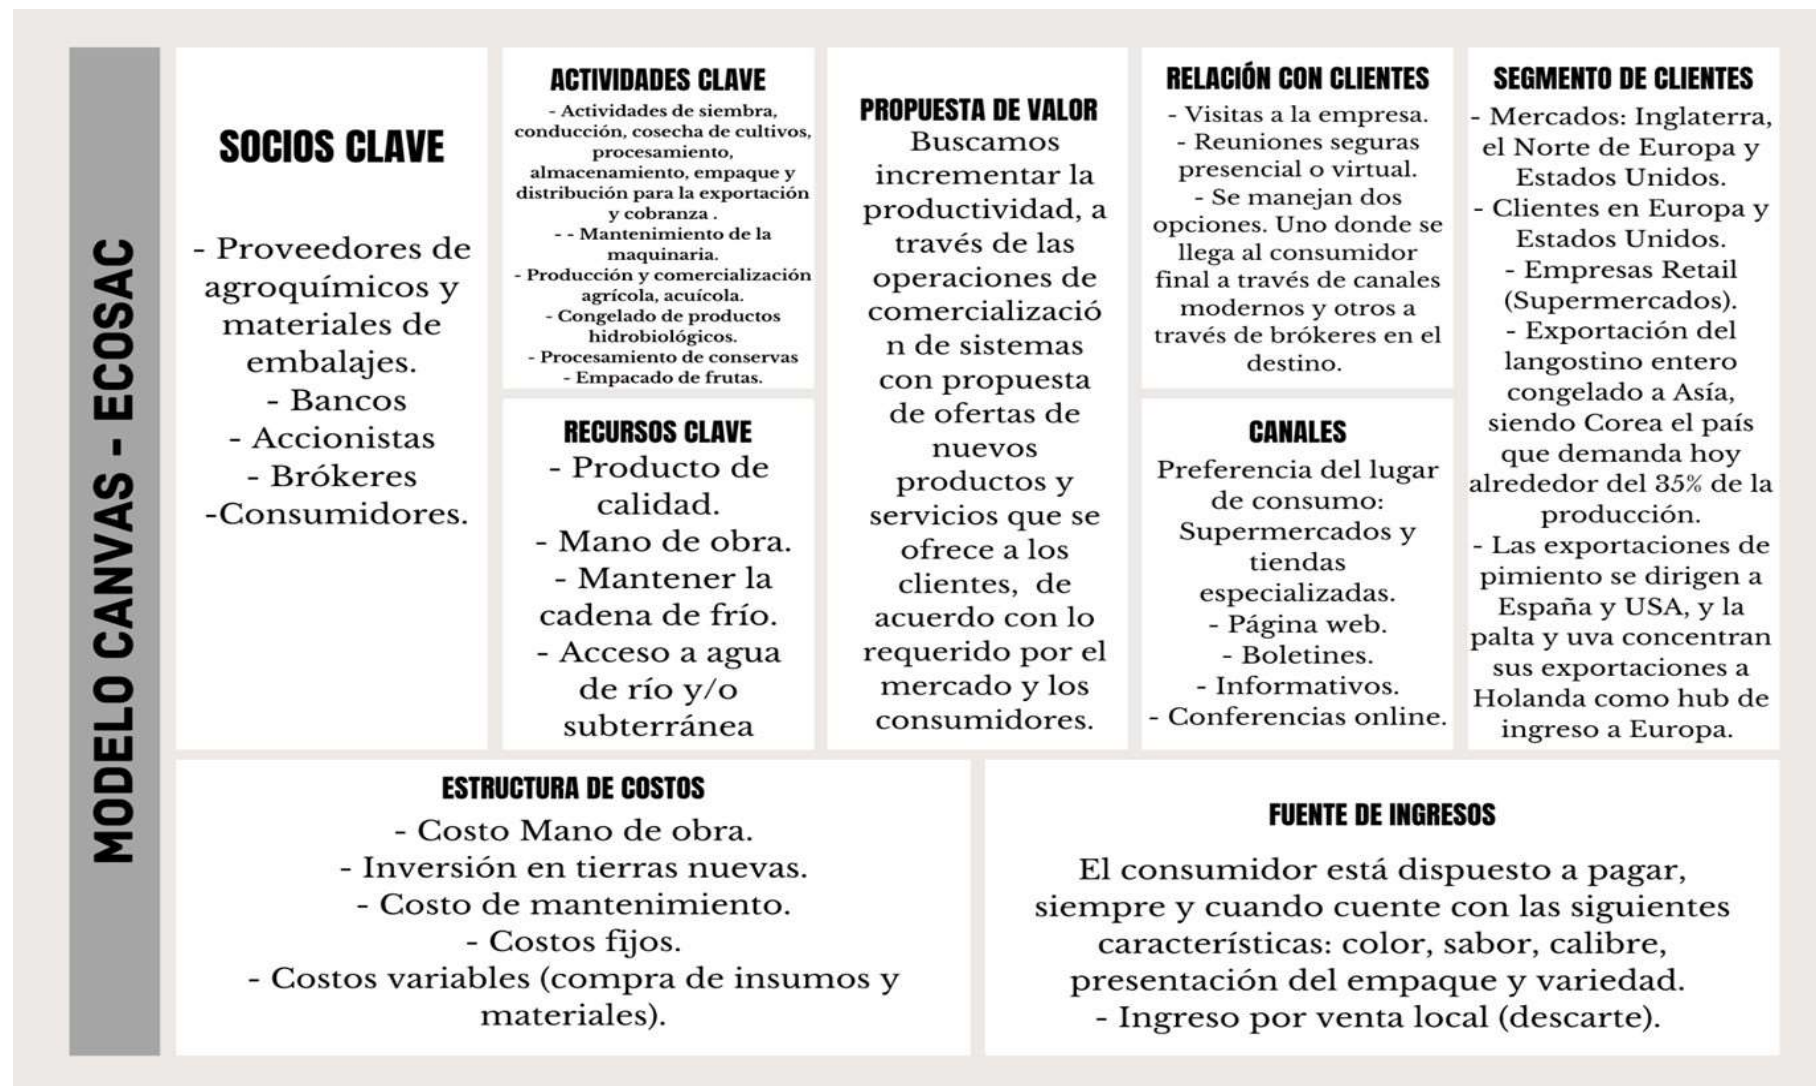 MODELO CANVAS - ECOSAC
SOCIOS CLAVE
- Proveedores de
agroquímicos y
materiales de
embalajes.
- Bancos
- Accionistas
- Brókeres
-Consumidores.
ACTIVIDADES CLAVE
- Actividades de siembra,
conducción, cosecha de cultivos,
procesamiento,
almacenamiento, empaque y
distribución para la exportación
y cobranza .
- - Mantenimiento de la
maquinaria.
- Producción y comercialización
agrícola, acuícola.
- Congelado de productos
hidrobiológicos.
- Procesamiento de conservas
- Empacado de frutas.
RECURSOS CLAVE
- Producto de
calidad.
- Mano de obra.
- Mantener la
cadena de frío.
- Acceso a agua
de río y/o
subterránea
PROPUESTA DE VALOR
Buscamos
incrementar la
productividad, a
través de las
operaciones de
comercializació
n de sistemas
con propuesta
de ofertas de
nuevos
productos y
servicios que se
ofrece a los
clientes, de
acuerdo con lo
requerido por el
mercado y los
consumidores.
RELACIÓN CON CLIENTES
- Visitas a la empresa.
- Reuniones seguras
presencial o virtual.
- Se manejan dos
opciones. Uno donde se
llega al consumidor
final a través de canales
modernos y otros a
través de brókeres en el
destino.
CANALES
Preferencia del lugar
de consumo:
Supermercados y
tiendas
especializadas.
- Página web.
- Boletines.
- Informativos.
- Conferencias online.
SEGMENTO DE CLIENTES
- Mercados: Inglaterra,
el Norte de Europa y
Estados Unidos.
- Clientes en Europa y
Estados Unidos.
- Empresas Retail
(Supermercados).
- Exportación del
langostino entero
congelado a Asía,
siendo Corea el país
que demanda hoy
alrededor del 35% de la
producción.
- Las exportaciones de
pimiento se dirigen a
España y USA, y la
palta y uva concentran
sus exportaciones a
Holanda como hub de
ingreso a Europa.
ESTRUCTURA DE COSTOS
- Costo Mano de obra.
- Inversión en tierras nuevas.
- Costo de mantenimiento.
- Costos fijos.
- Costos variables (compra de insumos y
materiales).
FUENTE DE INGRESOS
El consumidor está dispuesto a pagar,
siempre y cuando cuente con las siguientes
características: color, sabor, calibre,
presentación del empaque y variedad.
- Ingreso por venta local (descarte).